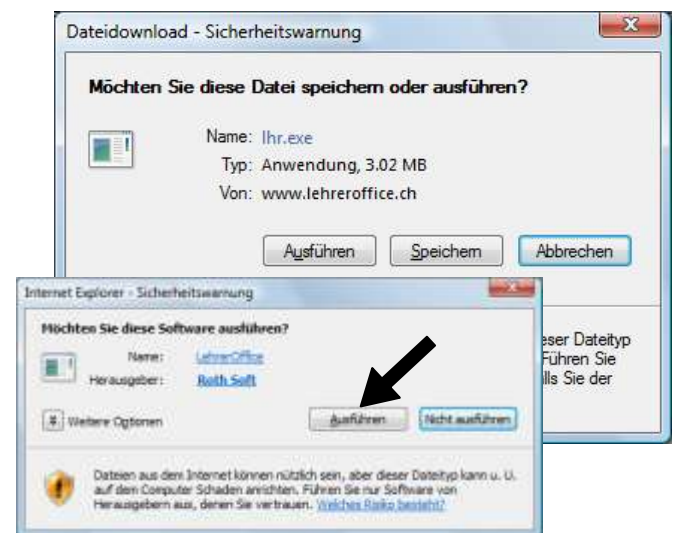 Dateidownload - Sicherheitswarnung
Möchten Sie diese Datei speichern oder ausführen?
Name: lhr.exe
Typ: Anwendung, 3.02 MB
Von: www.lehreroffice.ch
Ausführen Speichern Abbrechen
eser Dateityp
Führen Sie
lls Sie der
Internet Explorer - Sicherheitswarnung
Möchten Sie diese Software ausführen?
Name: LehrerOffice
Herausgeber: Roth Soft
Weitere Optionen Ausführen Nicht ausführen
Dateien aus dem Internet können nützlich sein, aber dieser Dateityp kann u. U.
auf dem Computer Schaden anrichten. Führen Sie nur Software von
Herausgebern aus, denen Sie vertrauen. Welches Risiko besteht?